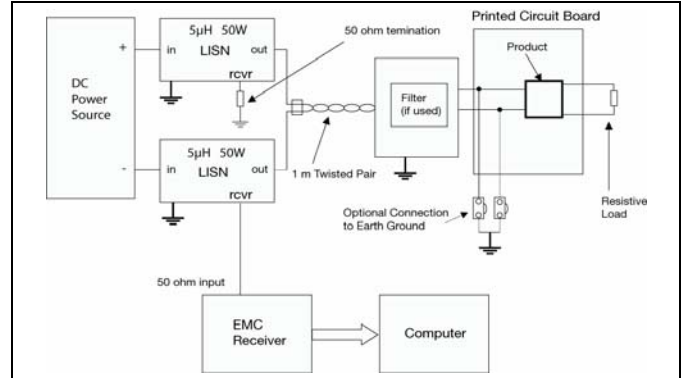 Printed Circuit Board
5µH 50W
in
out
LISN
rcvr
+
DC
Power
Source
-
50 ohm temination
Product
Filter
(if used)
5µH 50W
in
out
LISN
rcvr
1 m Twisted Pair
Optional Connection
to Earth Ground
Resistive
Load
50 ohm input
EMC
Receiver
Computer